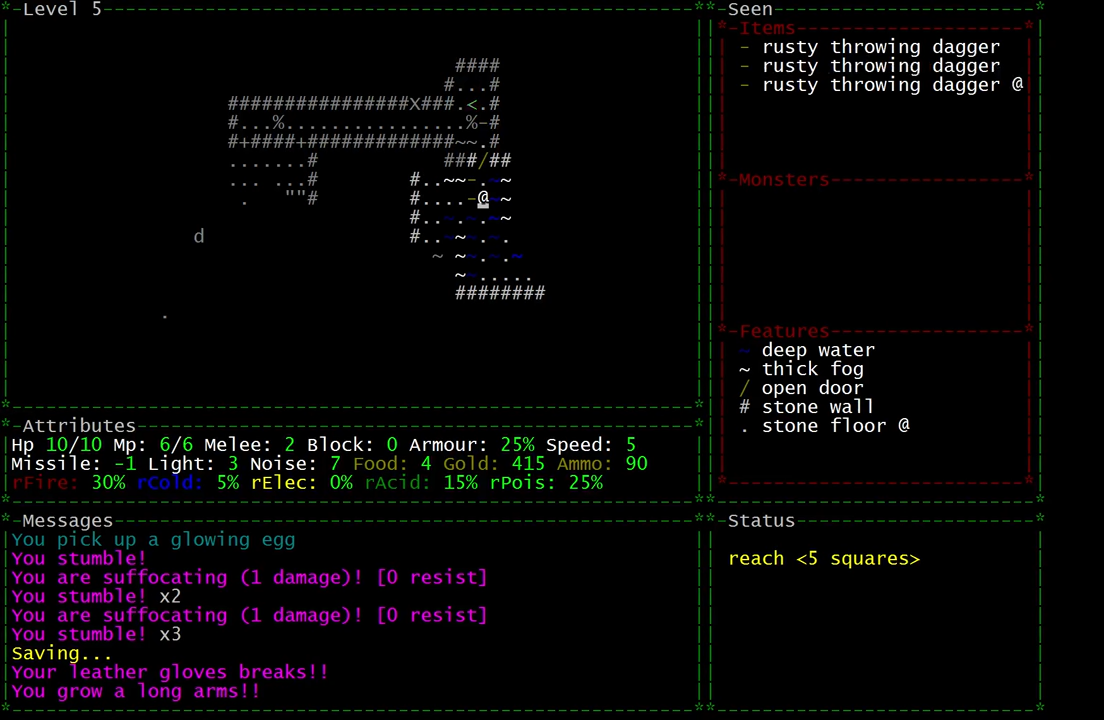 Level 5
Seen
Items
- rusty throwing dagger
- rusty throwing dagger
- rusty throwing dagger @
####
#...#
################X###.<.#
#...%................%-#
#+####+#############~~.#
.......# ###/##
... ...# #..~~-.~~
. ""# #....-@~~
Monsters
#..~.~.~~
d #..~~~.~.
~ ~~.~.~
~~.....
########
.
Features
~ deep water
~ thick fog
/ open door
# stone wall
. stone floor @
Attributes
Hp 10/10 Mp: 6/6 Melee: 2 Block: 0 Armour: 25% Speed: 5
Missile: -1 Light: 3 Noise: 7 Food: 4 Gold: 415 Ammo: 90
rFire: 30% rCold: 5% rElec: 0% rAcid: 15% rPois: 25%
Messages
You pick up a glowing egg
You stumble!
You are suffocating (1 damage)! [0 resist]
You stumble! x2
You are suffocating (1 damage)! [0 resist]
You stumble! x3
Saving...
Your leather gloves breaks!!
You grow a long arms!!
Status
reach <5 squares>